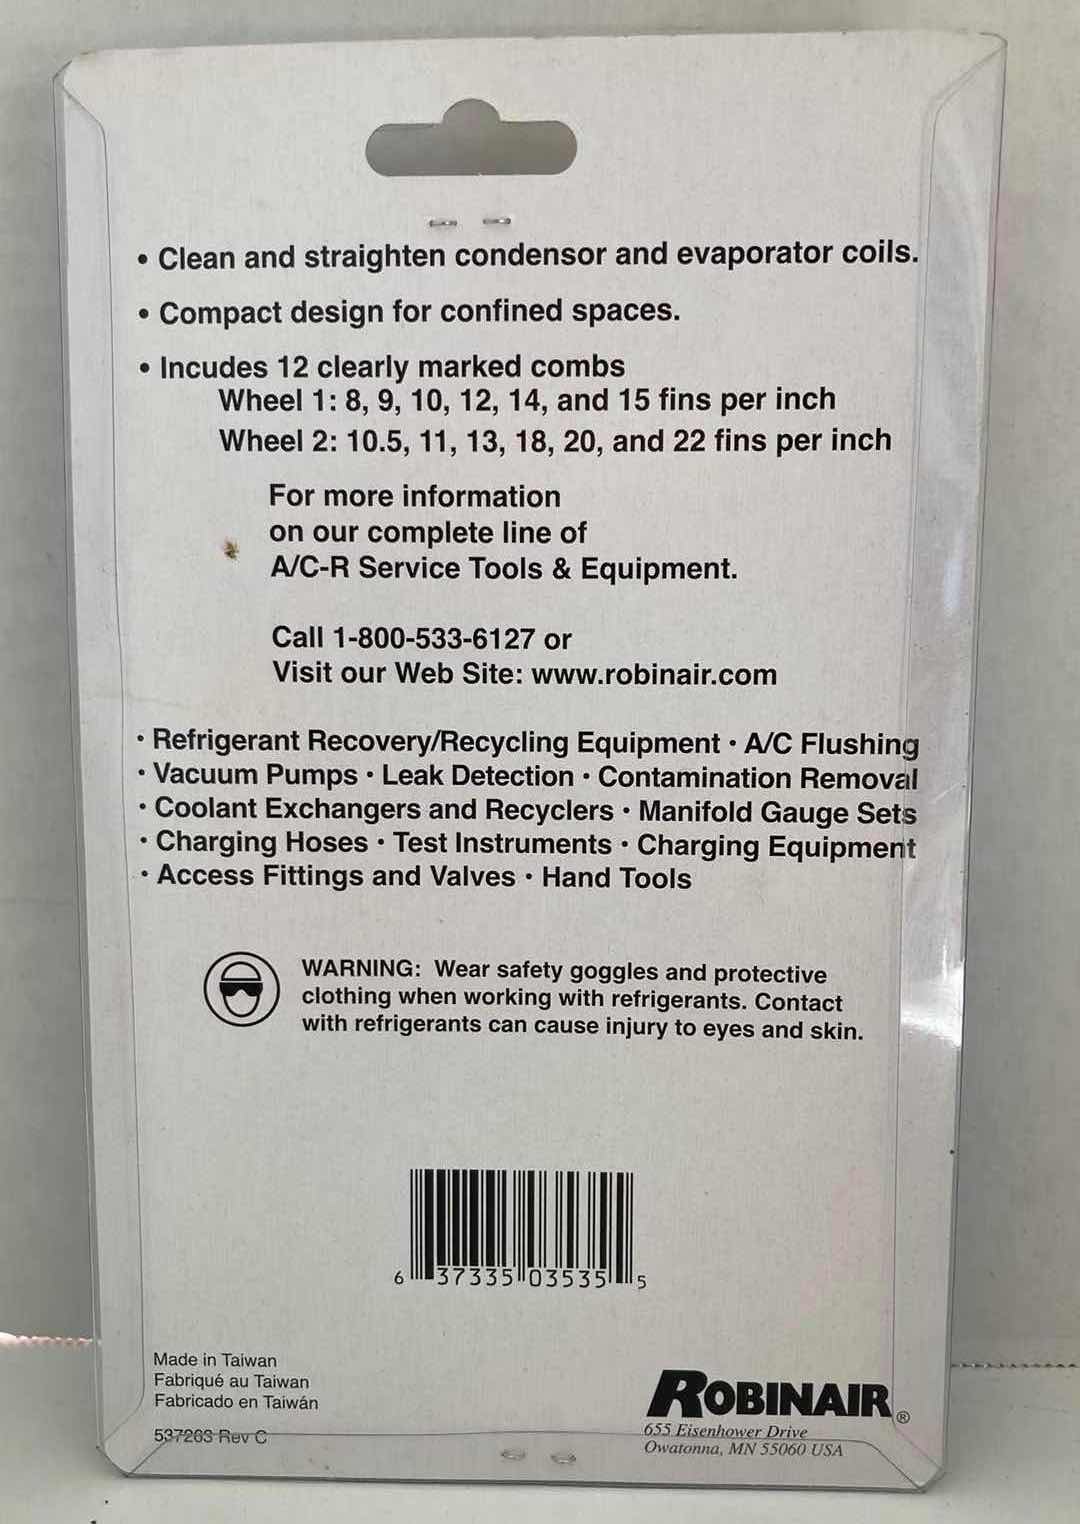 • Clean and straighten condensor and evaporator coils.
• Compact design for confined spaces.
• Incudes 12 clearly marked combs
Wheel 1: 8, 9, 10, 12, 14, and 15 fins per inch
Wheel 2: 10.5, 11, 13, 18, 20, and 22 fins per inch
For more information
on our complete line of
A/C-R Service Tools & Equipment.
Call 1-800-533-6127 or
Visit our Web Site: www.robinair.com
• Refrigerant Recovery/Recycling Equipment • A/C Flushing
• Vacuum Pumps • Leak Detection • Contamination Removal
• Coolant Exchangers and Recyclers • Manifold Gauge Sets
• Charging Hoses • Test Instruments • Charging Equipment
• Access Fittings and Valves • Hand Tools
WARNING: Wear safety goggles and protective
clothing when working with refrigerants. Contact
with refrigerants can cause injury to eyes and skin.
6 37335 03535 5
Made in Taiwan
Fabriqué au Taiwan
Fabricado en Taiwán
537263 Rev C
ROBINAIR®
655 Eisenhower Drive
Owatonna, MN 55060 USA